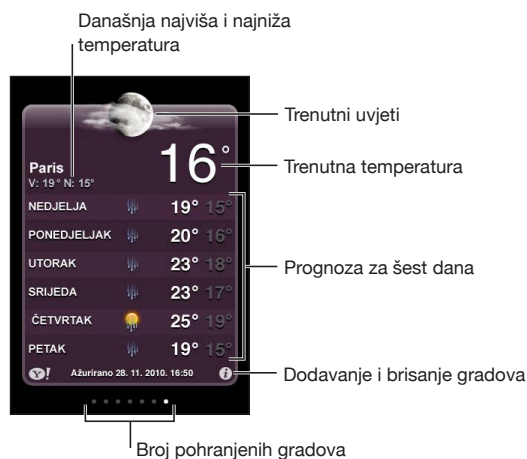 Današnja najviša i najniža
temperatura
Trenutni uvjeti
Paris
V: 19° N: 15°
16°
Trenutna temperatura
NEDJELJA 19° 15°
PONEDJELJAK 20° 16°
UTORAK 23° 18°
Prognoza za šest dana
SRIJEDA 23° 17°
ČETVRTAK 25° 19°
PETAK 19° 15°
Y! Ažurirano 28. 11. 2010. 16:50 i
Dodavanje i brisanje gradova
Broj pohranjenih gradova